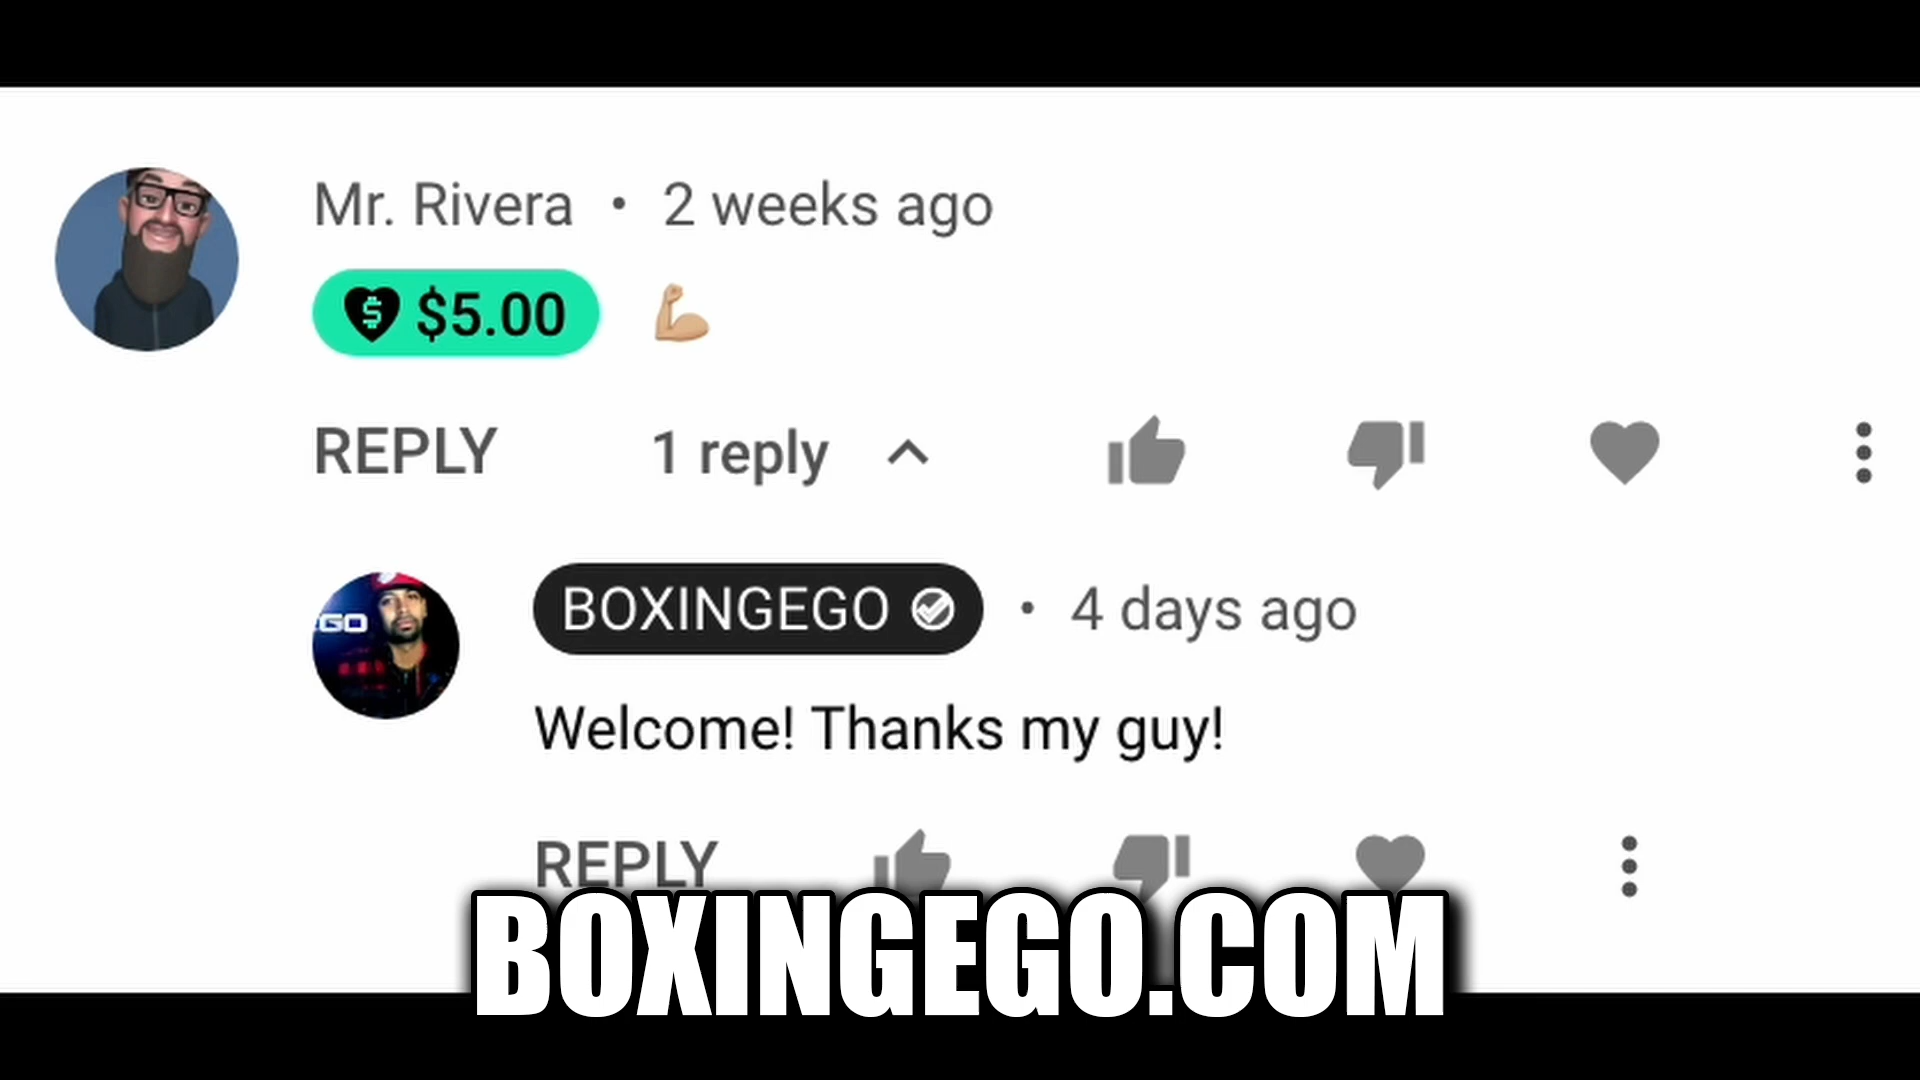 Mr. Rivera • 2 weeks ago
$5.00 💪🏼
REPLY 1 reply
GO
BOXINGEGO • 4 days ago
Welcome! Thanks my guy!
REPLY
BOXINGEGO.COM